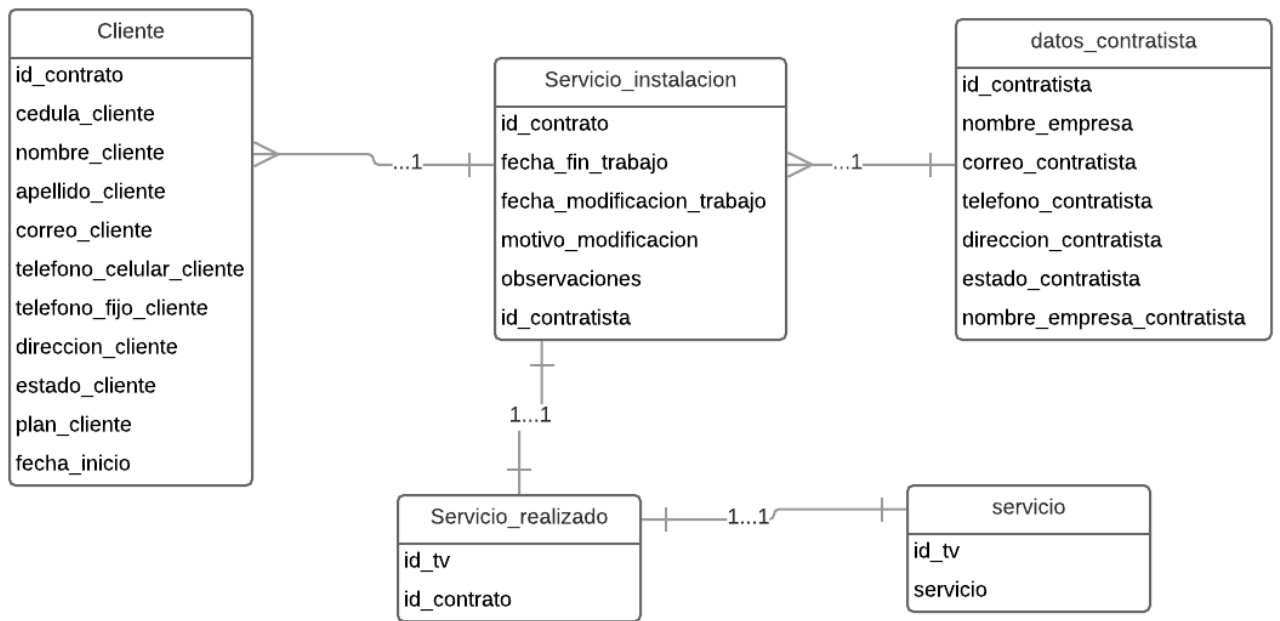 Cliente
id_contrato
cedula_cliente
nombre_cliente
apellido_cliente
correo_cliente
telefono_celular_cliente
telefono_fijo_cliente
direccion_cliente
estado_cliente
plan_cliente
fecha_inicio
...1
Servicio_instalacion
id_contrato
fecha_fin_trabajo
fecha_modificacion_trabajo
motivo_modificacion
observaciones
id_contratista
...1
datos_contratista
id_contratista
nombre_empresa
correo_contratista
telefono_contratista
direccion_contratista
estado_contratista
nombre_empresa_contratista
1...1
Servicio_realizado
id_tv
id_contrato
1...1
servicio
id_tv
servicio